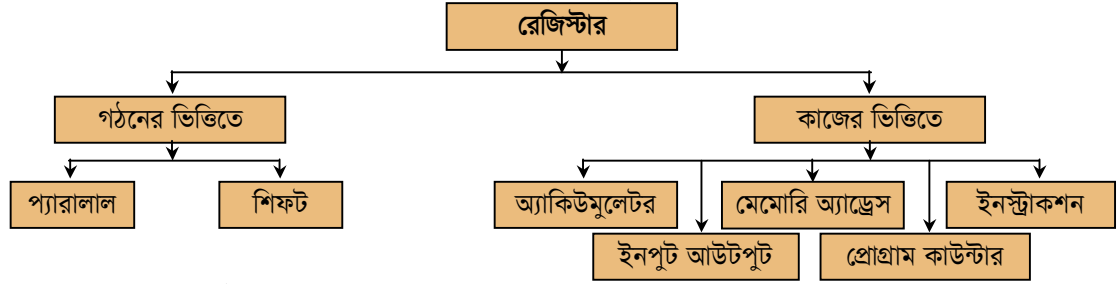 রেজিস্টার
গঠনের ভিত্তিতে
কাজের ভিত্তিতে
প্যারালাল
শিফট
অ্যাকিউমুলেটর
মেমোরি অ্যাড্রেস
ইনস্ট্রাকশন
ইনপুট আউটপুট
প্রোগ্রাম কাউন্টার